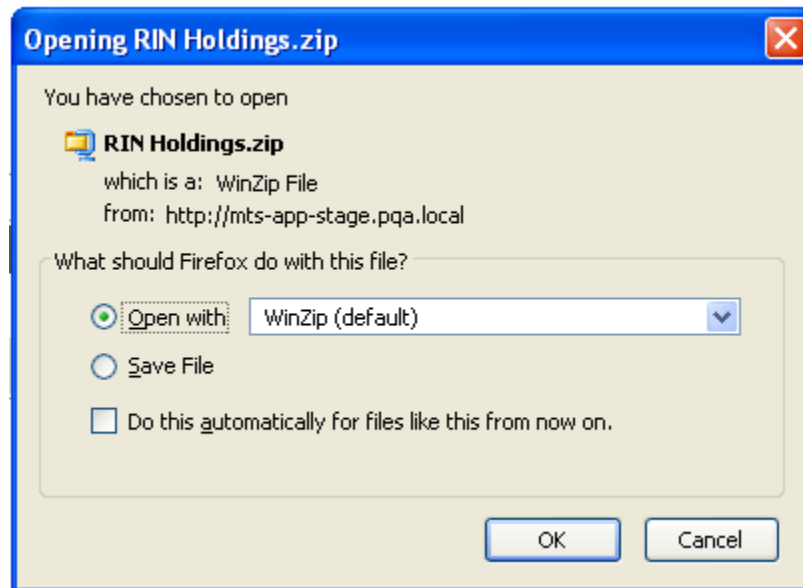 Opening RIN Holdings.zip
You have chosen to open
RIN Holdings.zip
which is a: WinZip File
from: http://mts-app-stage.pqa.local
What should Firefox do with this file?
Open with WinZip (default)
Save File
Do this automatically for files like this from now on.
OK Cancel